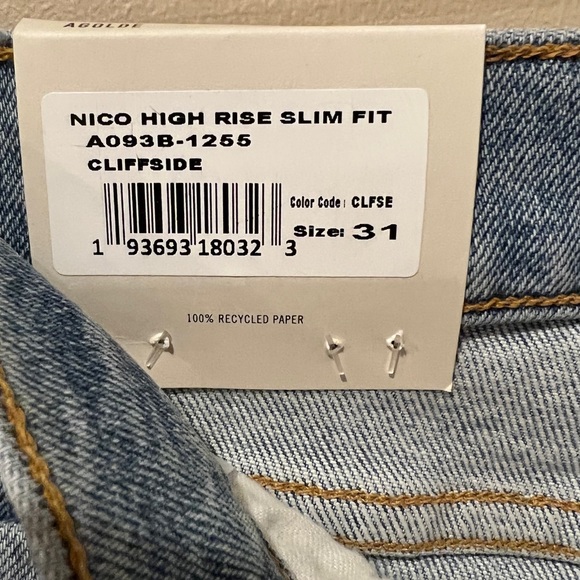 AGOLDE
NICO HIGH RISE SLIM FIT
A093B-1255
CLIFFSIDE
Color Code: CLFSE
Size: 31
1 93693 18032 3
100% RECYCLED PAPER